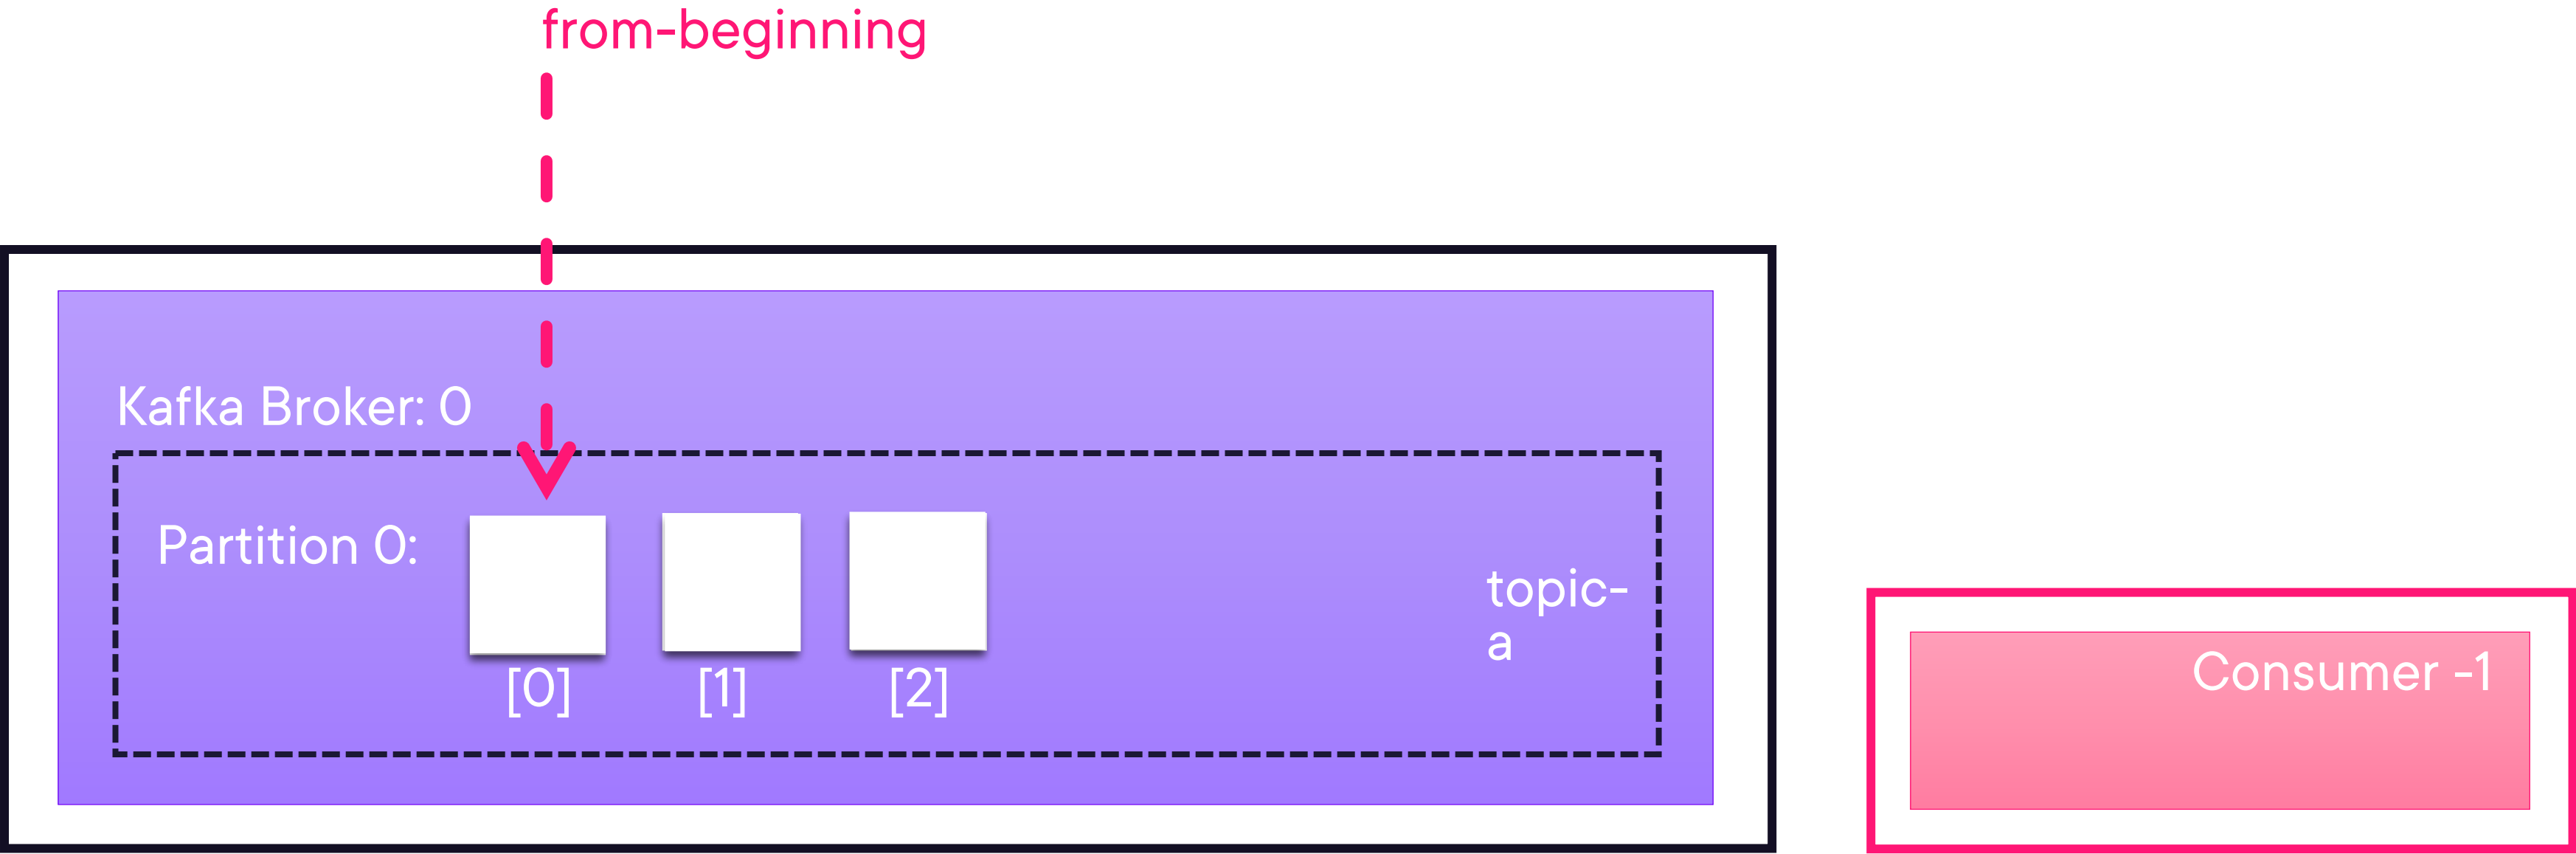 from-beginning
Kafka Broker: 0
Partition 0:
topic-
a
[0] [1] [2]
Consumer -1